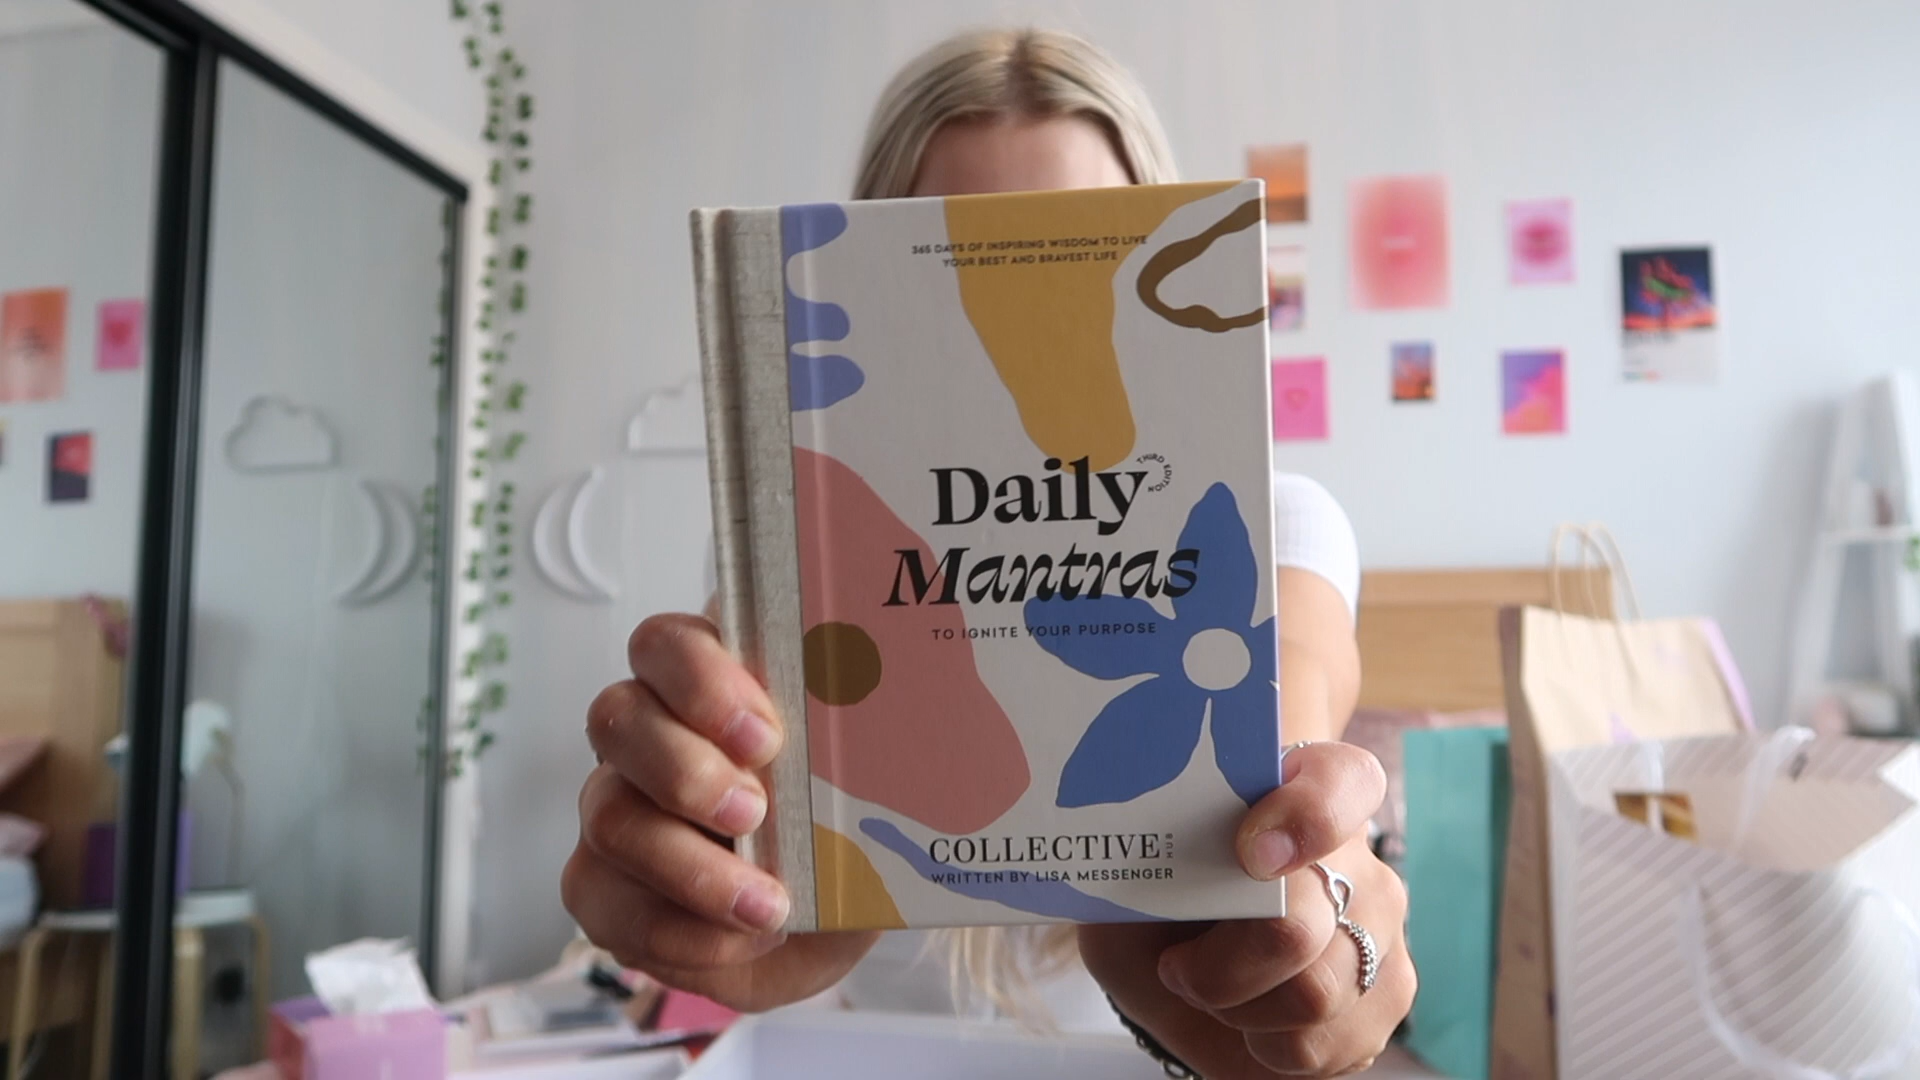 365 DAYS OF INSPIRING WISDOM TO LIVE
YOUR BEST AND BRAVEST LIFE
Daily
THIRD EDITION
Mantras
TO IGNITE YOUR PURPOSE
COLLECTIVE HUB
WRITTEN BY LISA MESSENGER